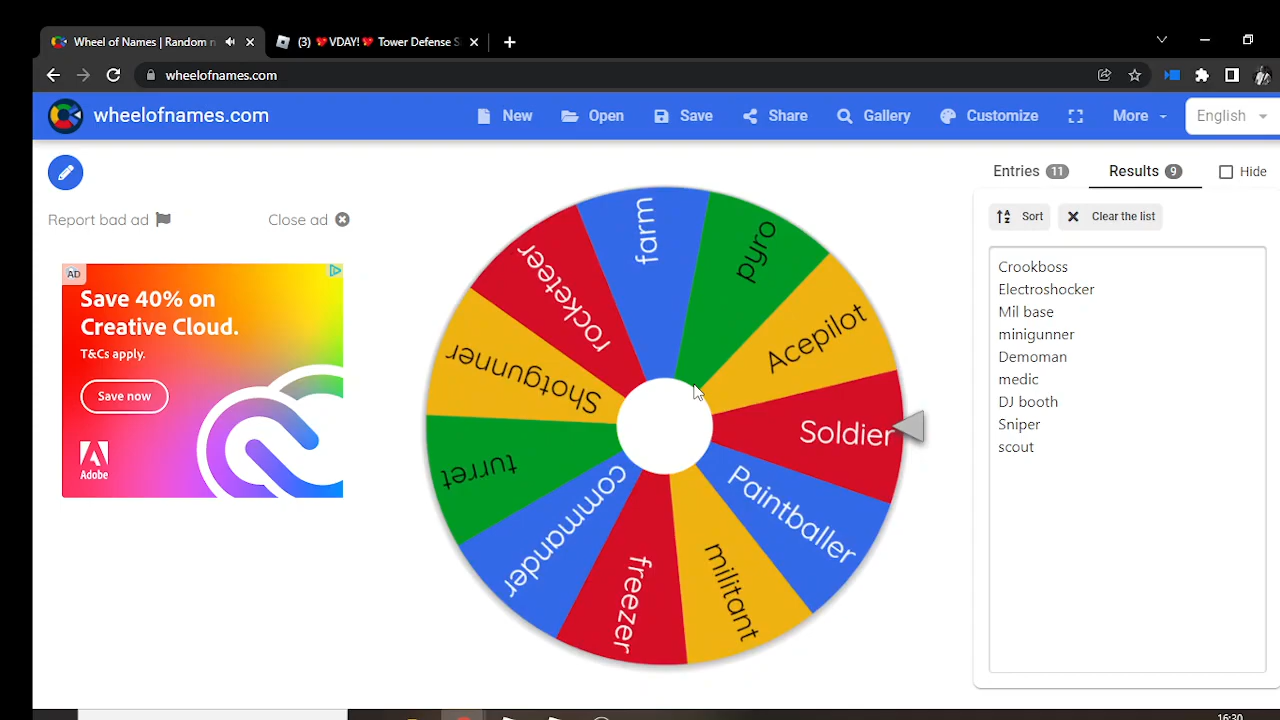 Wheel of Names | Random n
(3) ❤️VDAY!❤️ Tower Defense S
wheelofnames.com
wheelofnames.com
New
Open
Save
Share
Gallery
Customize
More
English
Report bad ad
Close ad
AD
Save 40% on
Creative Cloud.
T&Cs apply.
Save now
Adobe
farm
pyro
Acepilot
Soldier
Paintballer
militant
freezer
commander
turret
Shotgunner
rocketeer
Entries 11
Results 9
Hide
Sort
Clear the list
Crookboss
Electroshocker
Mil base
minigunner
Demoman
medic
DJ booth
Sniper
scout
16:30